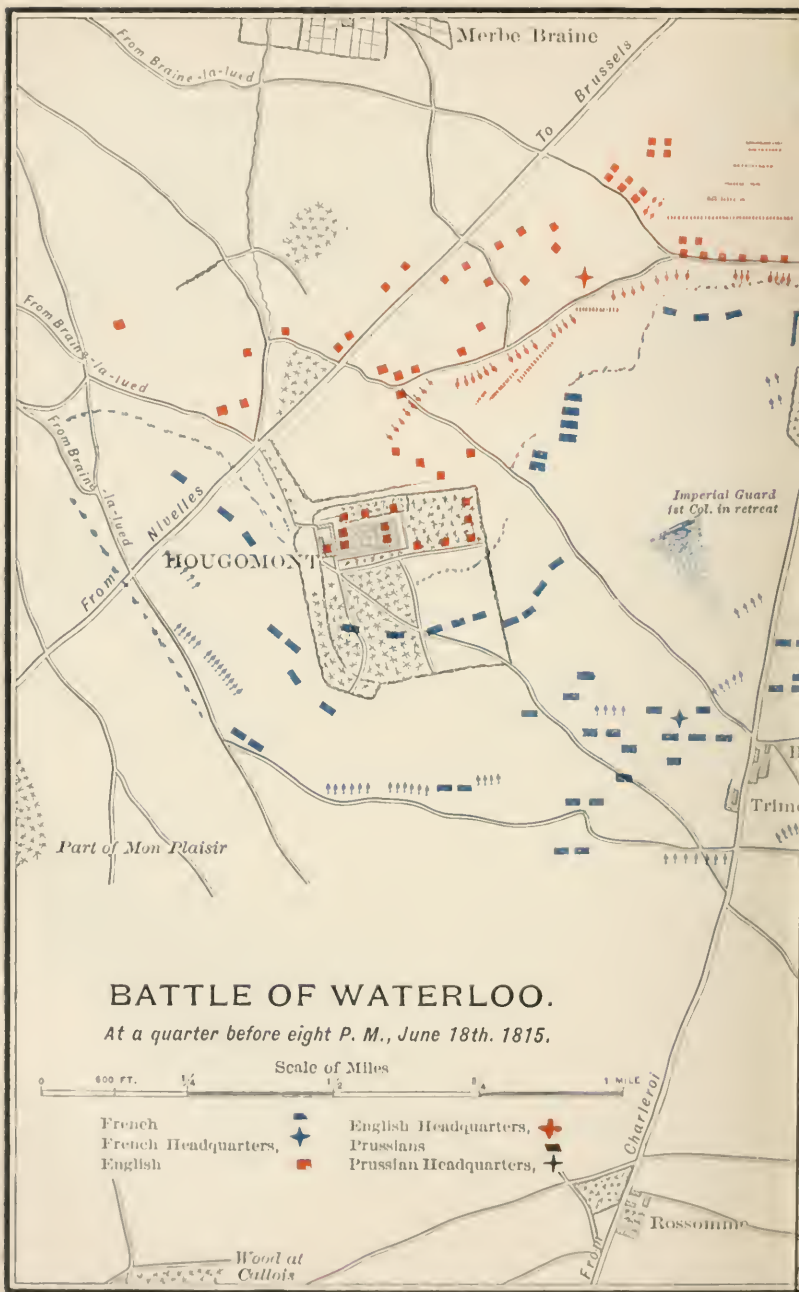 Merbe Braine
From Braine-la-lued
To Brussels
From Braine-la-lued
From Braine-la-lued
From Nivelles
HOUGOMONT
Imperial Guard
1st Col. in retreat
Part of Mon Plaisir
BATTLE OF WATERLOO.
At a quarter before eight P. M., June 18th. 1815.
Scale of Miles
0 600 FT. 1/4 1/2 3/4 1 MILE
French
French Headquarters,
English
English Headquarters,
Prussians
Prussian Headquarters,
From Charleroi
Rossomme
Wood at
Callois